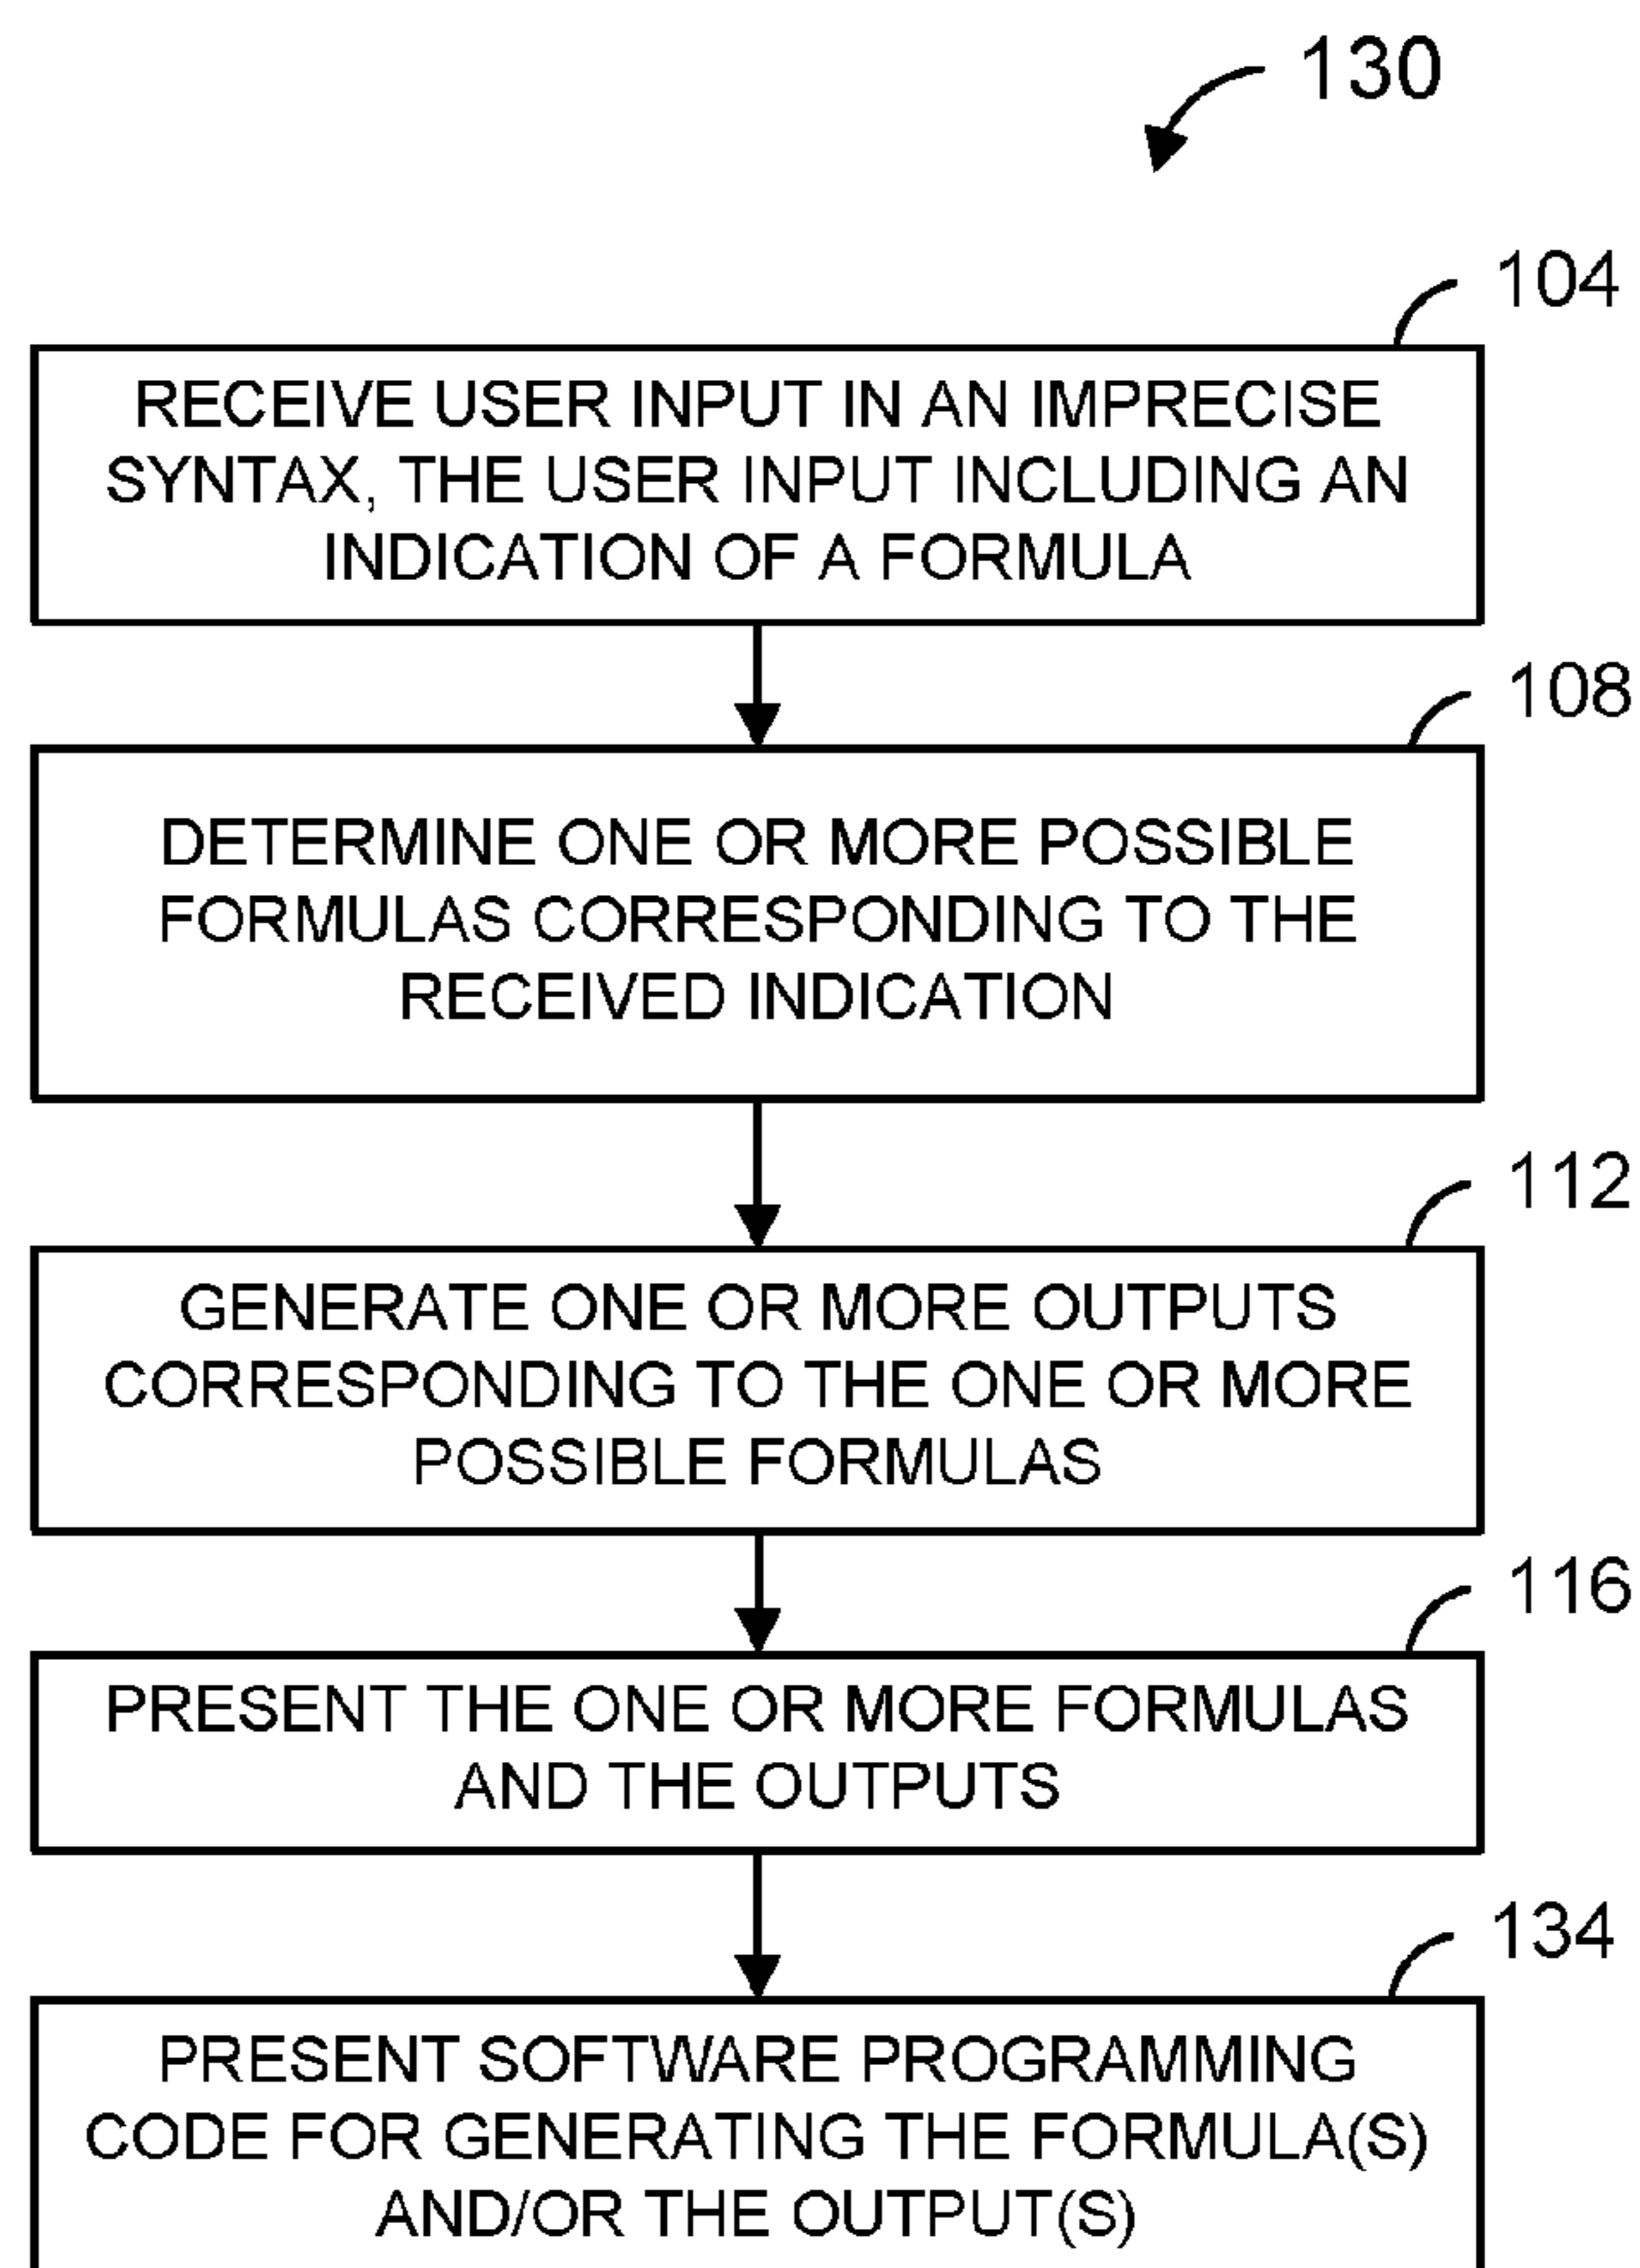 130
104
RECEIVE USER INPUT IN AN IMPRECISE
SYNTAX, THE USER INPUT INCLUDING AN
INDICATION OF A FORMULA
108
DETERMINE ONE OR MORE POSSIBLE
FORMULAS CORRESPONDING TO THE
RECEIVED INDICATION
112
GENERATE ONE OR MORE OUTPUTS
CORRESPONDING TO THE ONE OR MORE
POSSIBLE FORMULAS
116
PRESENT THE ONE OR MORE FORMULAS
AND THE OUTPUTS
134
PRESENT SOFTWARE PROGRAMMING
CODE FOR GENERATING THE FORMULA(S)
AND/OR THE OUTPUT(S)